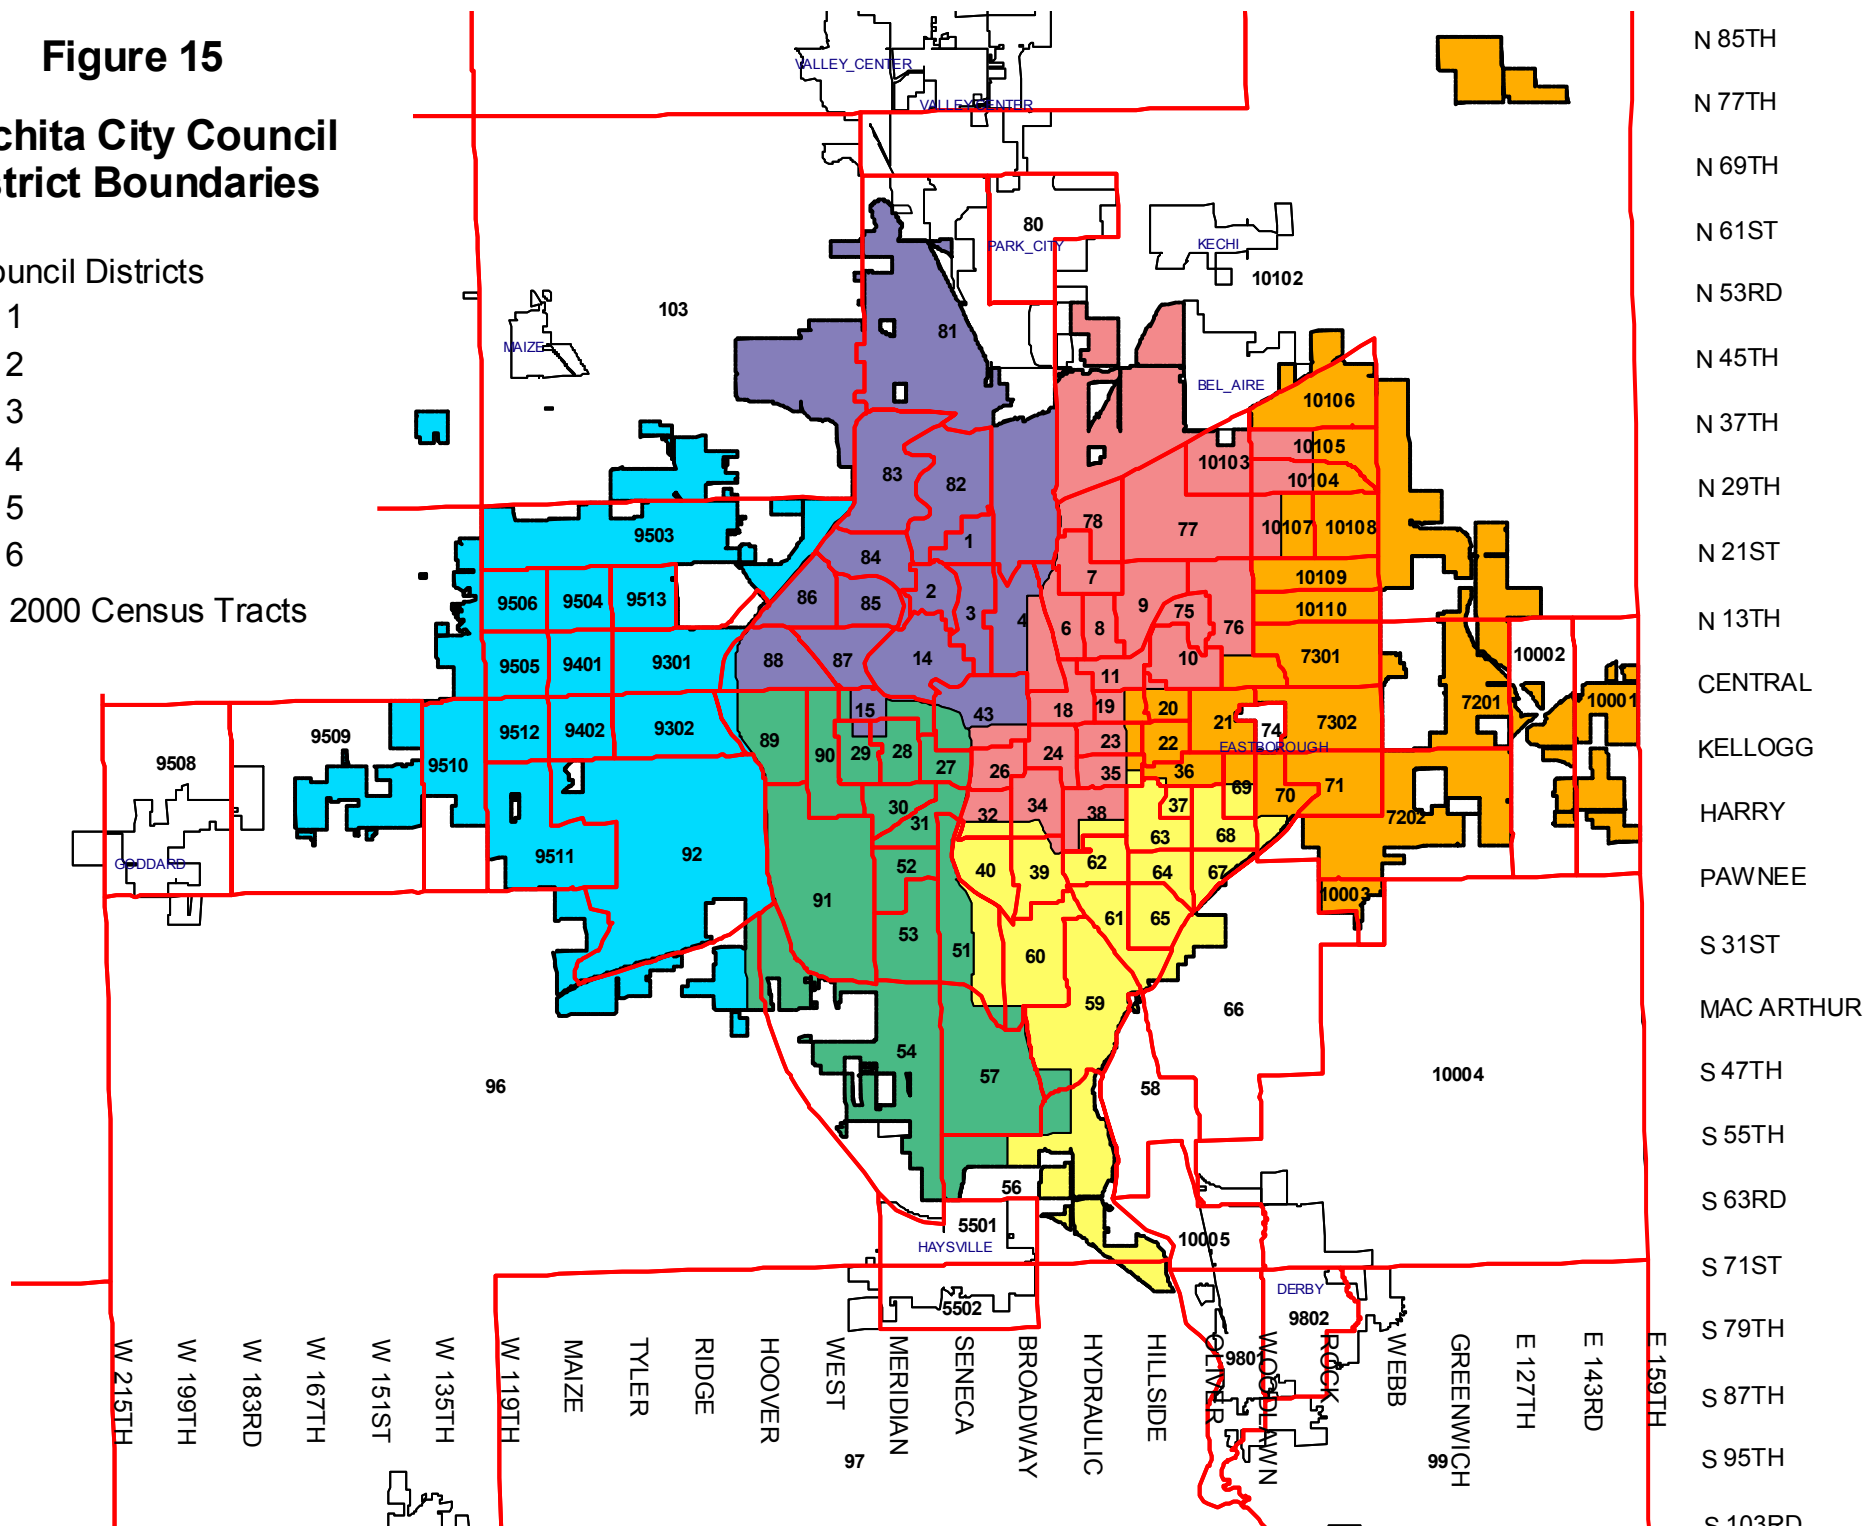 Figure 15
chita City Council
strict Boundaries
ouncil Districts
1
2
3
4
5
6
2000 Census Tracts
VALLEY_CENTER
VALLEY_CENTER
80
PARK_CITY
KECHI
10102
103
81
MAIZE
BEL_AIRE
10106
10105
10103
10104
83
82
78
77
10107
10108
9503
1
84
7
10109
2
86
85
9506
9504
9513
3
4
6
8
9
75
76
10110
7301
10002
9505
9401
9301
88
87
14
10
11
7201
10001
15
43
18
19
20
21
74
7302
9512
9402
9302
9509
9508
9510
89
90
29
28
27
24
23
22
EASTBOROUGH
26
35
36
69
70
71
30
31
32
34
38
37
7202
63
68
GODDARD
9511
92
52
40
39
62
64
67
10003
91
53
51
60
61
65
59
66
54
57
58
96
10004
56
5501
HAYSVILLE
10005
5502
DERBY
9802
9801
97
99
N 85TH
N 77TH
N 69TH
N 61ST
N 53RD
N 45TH
N 37TH
N 29TH
N 21ST
N 13TH
CENTRAL
KELLOGG
HARRY
PAWNEE
S 31ST
MAC ARTHUR
S 47TH
S 55TH
S 63RD
S 71ST
S 79TH
S 87TH
S 95TH
S 103RD
W 215TH
W 199TH
W 183RD
W 167TH
W 151ST
W 135TH
W 119TH
MAIZE
TYLER
RIDGE
HOOVER
WEST
MERIDIAN
SENECA
BROADWAY
HYDRAULIC
HILLSIDE
OLIVER
WOODLAWN
ROCK
WEBB
GREENWICH
E 127TH
E 143RD
E 159TH